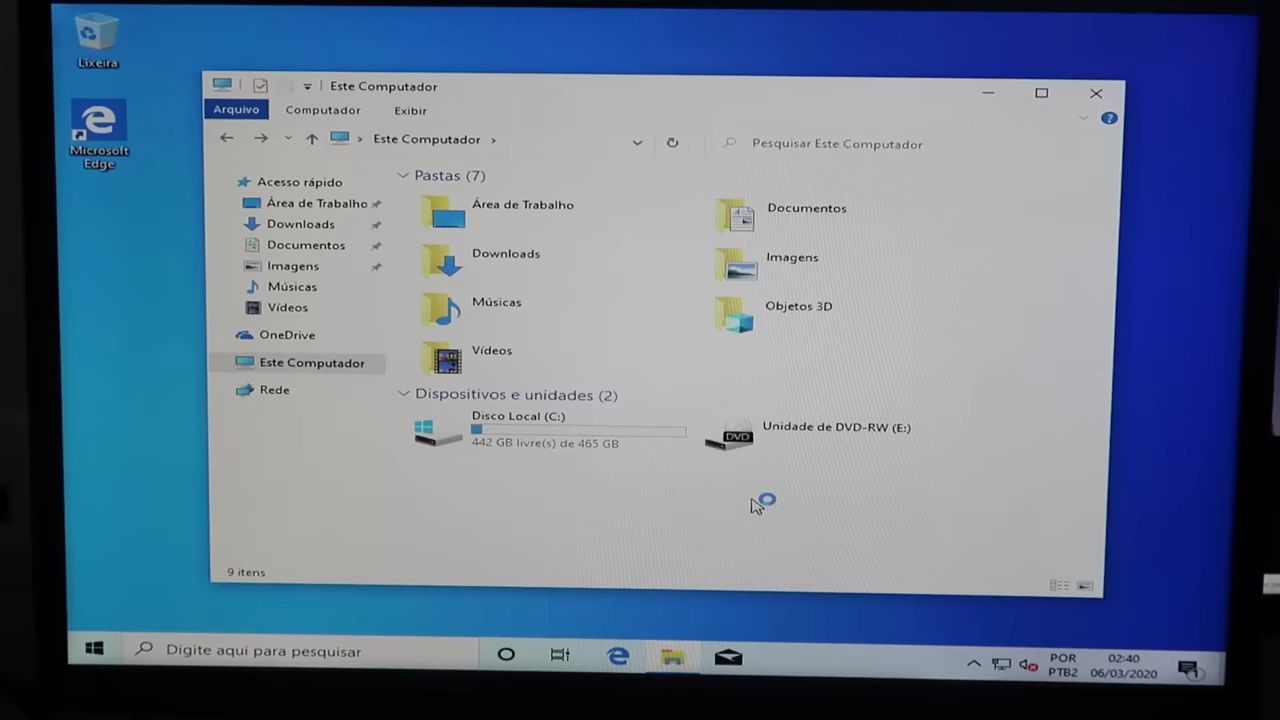 Lixeira
Microsoft
Edge
Este Computador
Arquivo
Computador
Exibir
?
Este Computador
Pesquisar Este Computador
Acesso rápido
Área de Trabalho
Downloads
Documentos
Imagens
Músicas
Vídeos
OneDrive
Este Computador
Rede
Pastas (7)
Área de Trabalho
Documentos
Downloads
Imagens
Músicas
Objetos 3D
Vídeos
Dispositivos e unidades (2)
Disco Local (C:)
442 GB livre(s) de 465 GB
DVD
Unidade de DVD-RW (E:)
9 itens
Digite aqui para pesquisar
POR
PTB2
02:40
06/03/2020
1